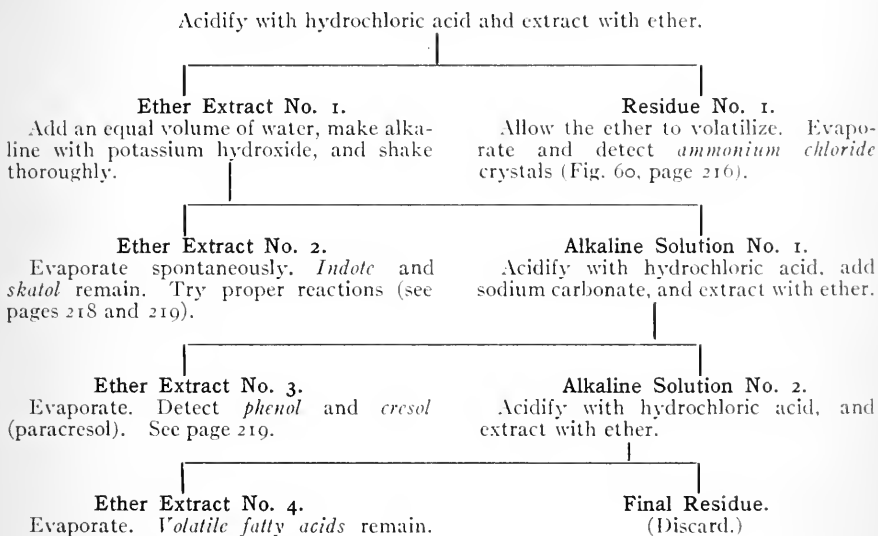 Acidify with hydrochloric acid ahd extract with ether.
Ether Extract No. 1.
Add an equal volume of water, make alka-
line with potassium hydroxide, and shake
thoroughly.
Residue No. 1.
Allow the ether to volatilize. Evapo-
rate and detect ammonium chloride
crystals (Fig. 60, page 216).
Ether Extract No. 2.
Evaporate spontaneously. Indote and
skatol remain. Try proper reactions (see
pages 218 and 219).
Alkaline Solution No. 1.
Acidify with hydrochloric acid, add
sodium carbonate, and extract with ether.
Ether Extract No. 3.
Evaporate. Detect phenol and cresol
(paracresol). See page 219.
Alkaline Solution No. 2.
Acidify with hydrochloric acid, and
extract with ether.
Ether Extract No. 4.
Evaporate. Volatile fatty acids remain.
Final Residue.
(Discard.)